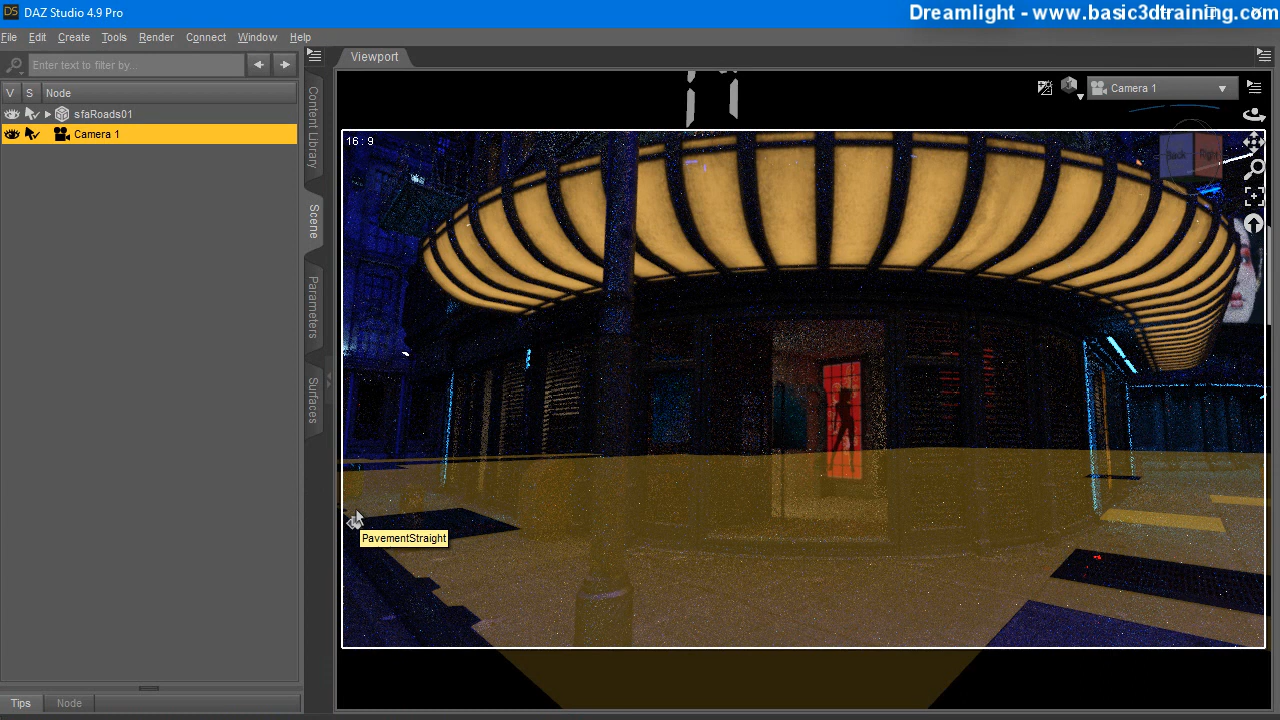 DS DAZ Studio 4.9 Pro
Dreamlight - www.basic3dtraining.com
File Edit Create Tools Render Connect Window Help
Enter text to filter by...
V S Node
sfaRoads01
Camera 1
Tips Node
Content Library
Scene
Parameters
Surfaces
Viewport
Camera 1
16 : 9
Back Right
PavementStraight